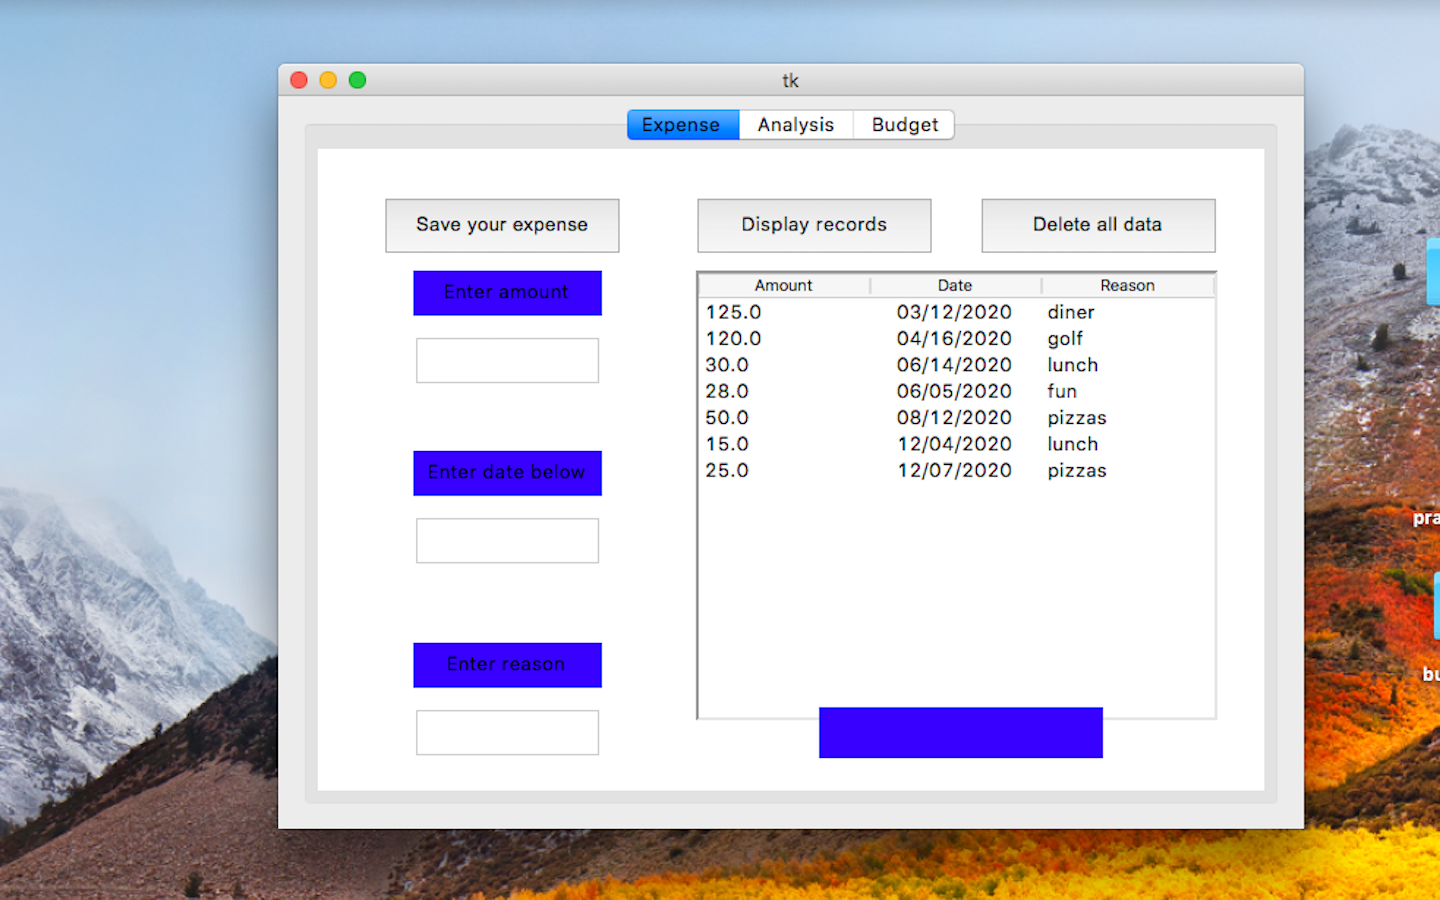 tk
Expense Analysis Budget
Save your expense Display records Delete all data
Enter amount
Enter date below
Enter reason
Amount Date Reason
125.0 03/12/2020 diner
120.0 04/16/2020 golf
30.0 06/14/2020 lunch
28.0 06/05/2020 fun
50.0 08/12/2020 pizzas
15.0 12/04/2020 lunch
25.0 12/07/2020 pizzas
pra